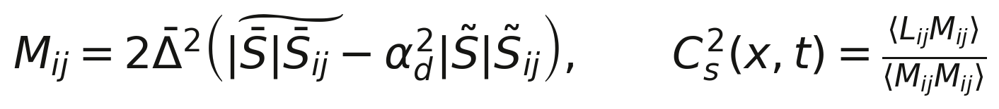 $M_{ij} = 2\bar{\Delta}^2 \left( \widetilde{|\bar{S}|\bar{S}_{ij}} - \alpha_d^2 |\tilde{S}|\tilde{S}_{ij} \right), \qquad C_s^2(x,t) = \frac{\langle L_{ij} M_{ij} \rangle}{\langle M_{ij} M_{ij} \rangle}$